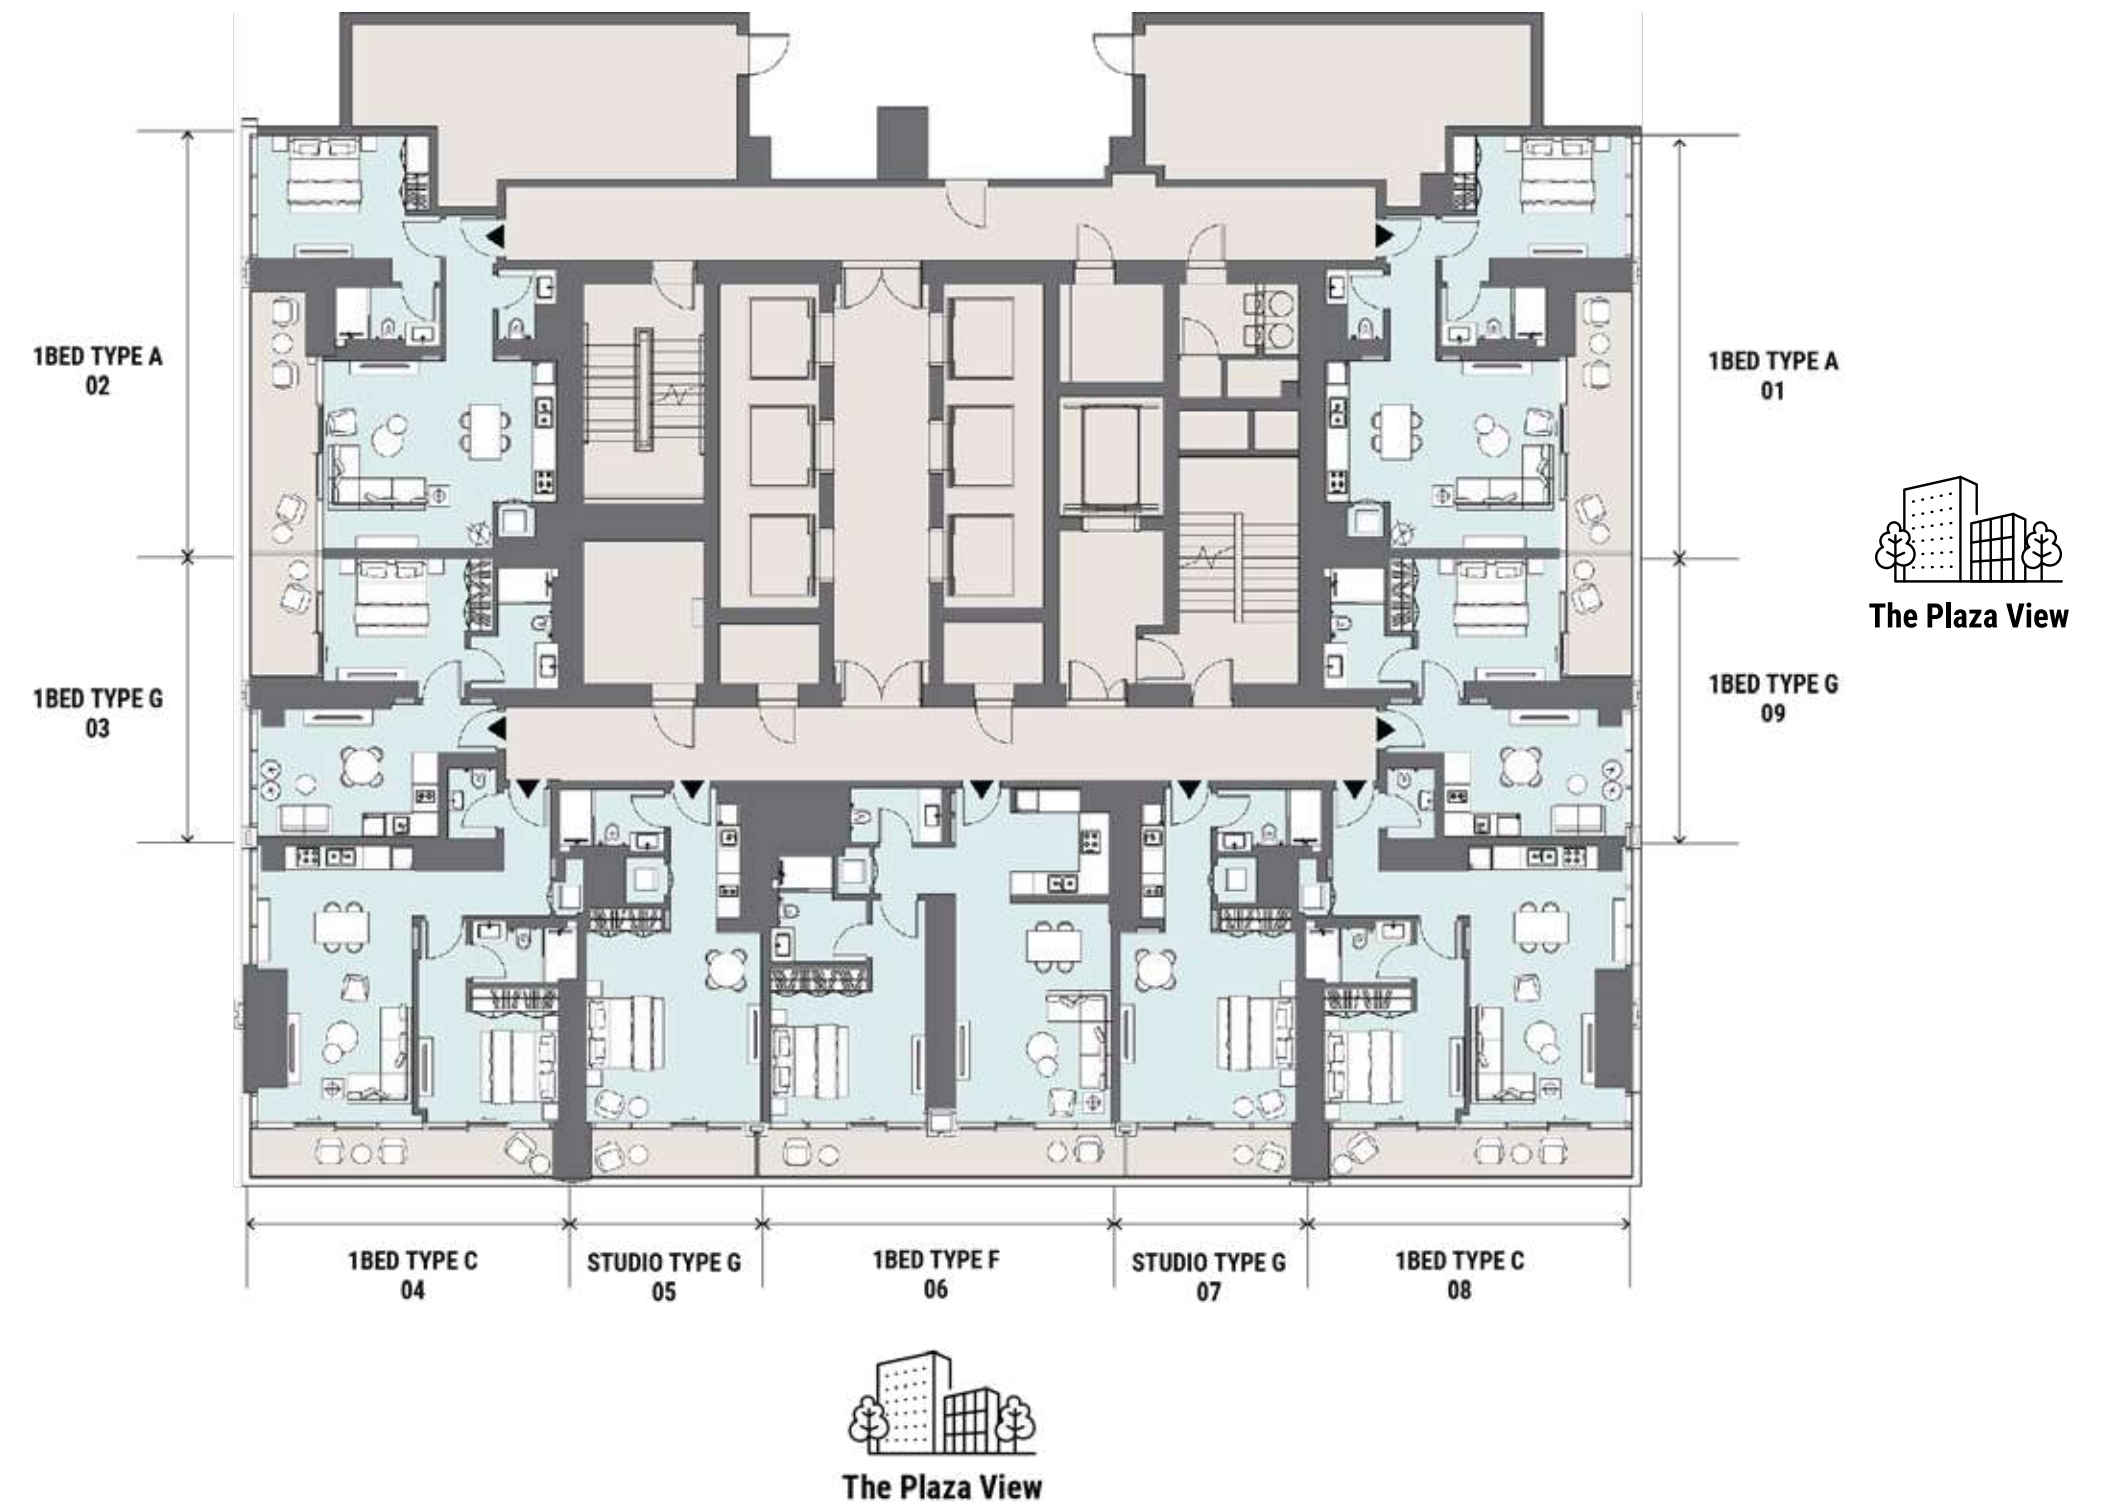 1BED TYPE A
02
1BED TYPE A
01
The Plaza View
1BED TYPE G
03
1BED TYPE G
09
1BED TYPE C
04
STUDIO TYPE G
05
1BED TYPE F
06
STUDIO TYPE G
07
1BED TYPE C
08
The Plaza View